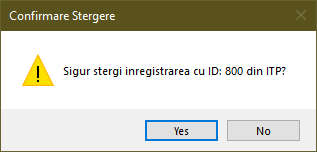 Confirmare Stergere
Sigur stergi inregistrarea cu ID: 800 din ITP?
Yes
No